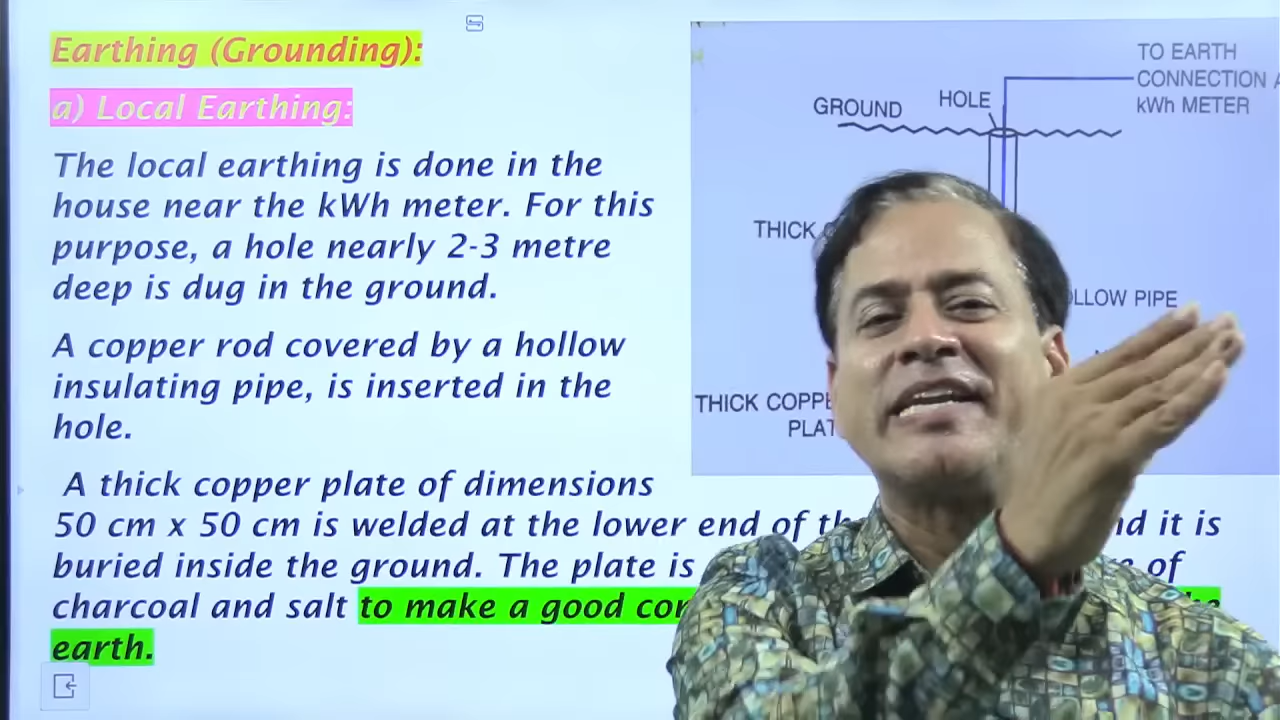 Earthing (Grounding):
a) Local Earthing:
The local earthing is done in the
house near the kWh meter. For this
purpose, a hole nearly 2-3 metre
deep is dug in the ground.
A copper rod covered by a hollow
insulating pipe, is inserted in the
hole.
A thick copper plate of dimensions
50 cm x 50 cm is welded at the lower end of it is
buried inside the ground. The plate is of
charcoal and salt to make a good
earth.
TO EARTH
CONNECTION
kWh METER
HOLE
GROUND
THICK
PIPE
THICK